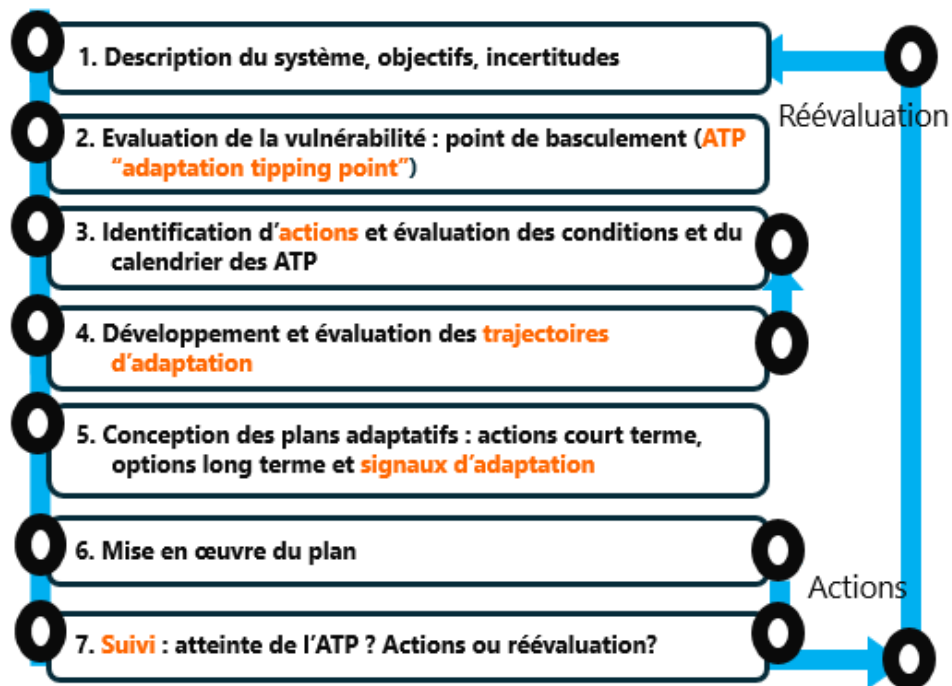 1. Description du système, objectifs, incertitudes
Réévaluation
2. Evaluation de la vulnérabilité : point de basculement (ATP
“adaptation tipping point”)
3. Identification d’actions et évaluation des conditions et du
calendrier des ATP
4. Développement et évaluation des trajectoires
d’adaptation
5. Conception des plans adaptatifs : actions court terme,
options long terme et signaux d’adaptation
6. Mise en œuvre du plan
Actions
7. Suivi : atteinte de l’ATP ? Actions ou réévaluation?